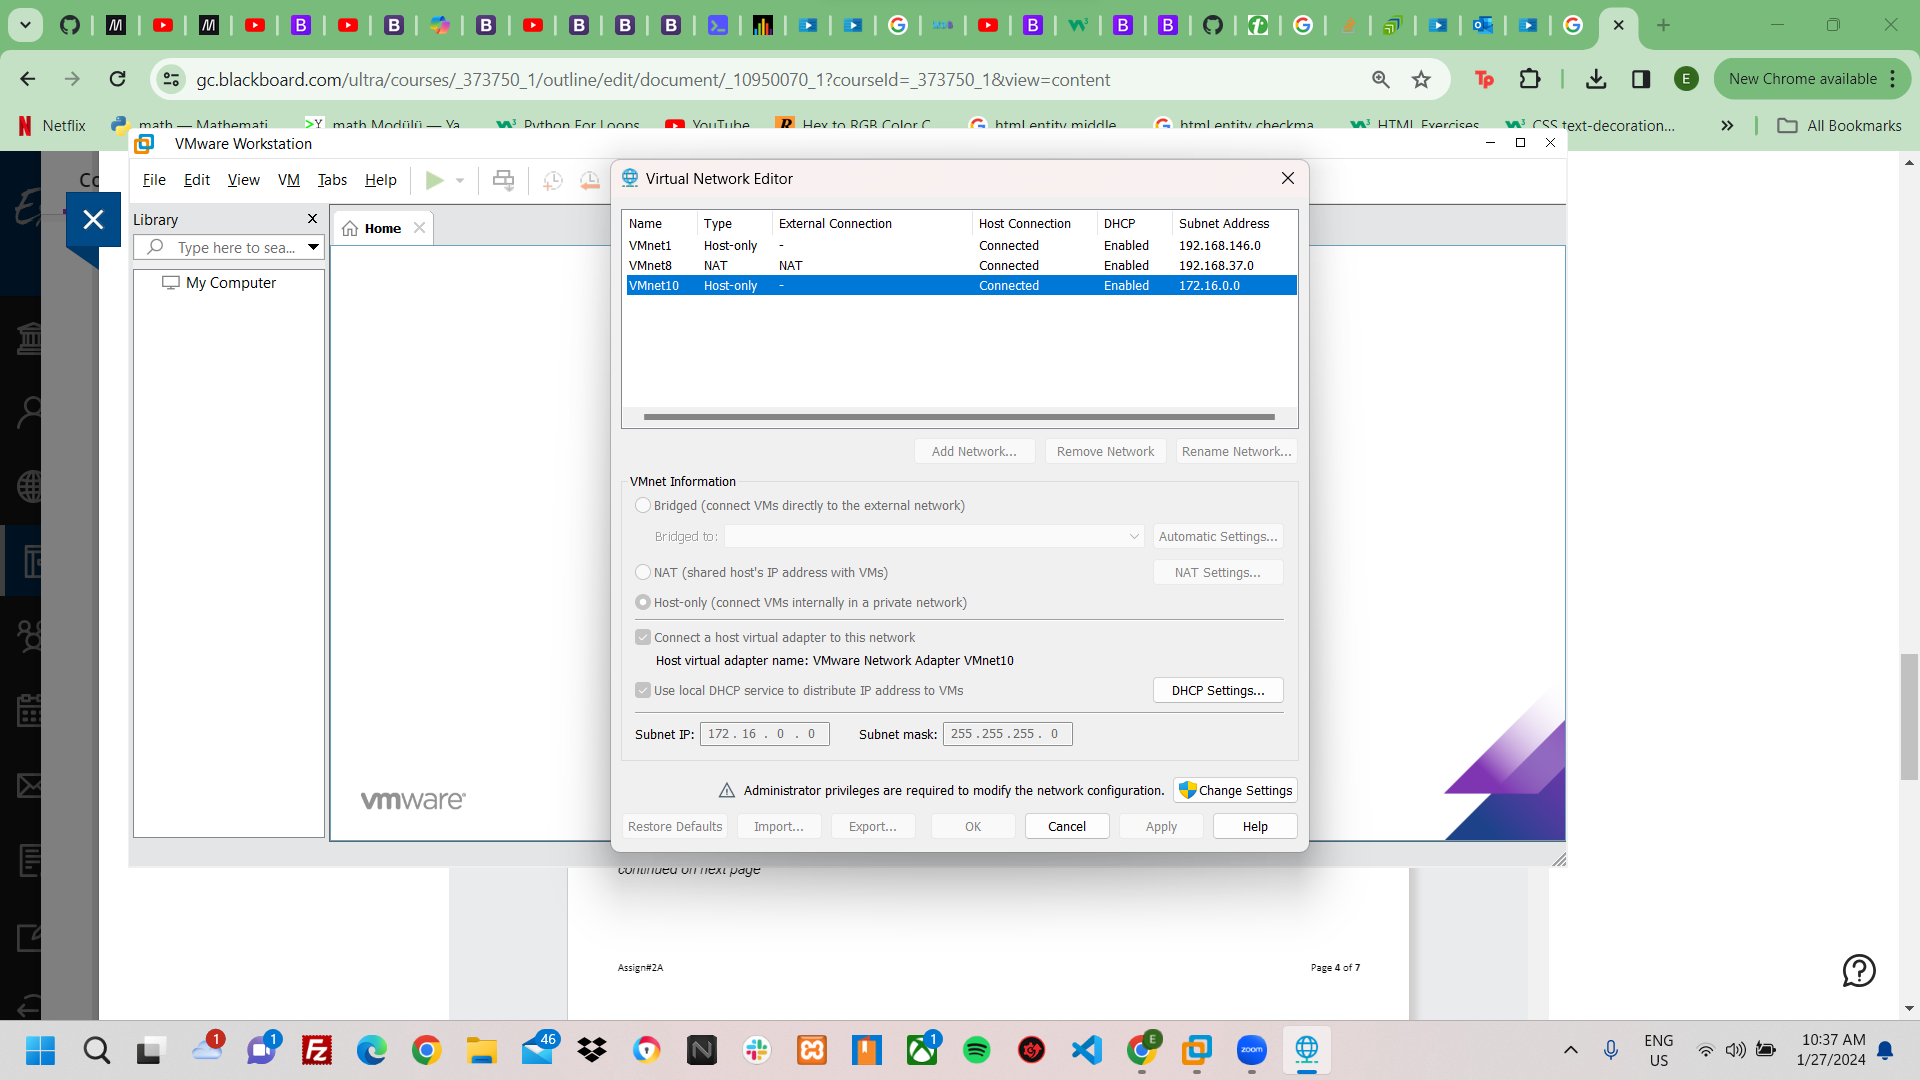 gc.blackboard.com/ultra/courses/_373750_1/outline/edit/document/_10950070_1?courseId=_373750_1&view=content
E
New Chrome available
Netflix
math — Mathemati...
math Modülü — Ya...
Python For Loops
YouTube
Hex to RGB Color C...
html entity middle...
html entity checkma...
HTML Exercises
CSS text-decoration...
All Bookmarks
VMware Workstation
File Edit View VM Tabs Help
Library
Type here to sea...
My Computer
Home
Virtual Network Editor
Name Type External Connection Host Connection DHCP Subnet Address
VMnet1 Host-only - Connected Enabled 192.168.146.0
VMnet8 NAT NAT Connected Enabled 192.168.37.0
VMnet10 Host-only - Connected Enabled 172.16.0.0
Add Network... Remove Network Rename Network...
VMnet Information
Bridged (connect VMs directly to the external network)
Bridged to: Automatic Settings...
NAT (shared host's IP address with VMs) NAT Settings...
Host-only (connect VMs internally in a private network)
Connect a host virtual adapter to this network
Host virtual adapter name: VMware Network Adapter VMnet10
Use local DHCP service to distribute IP address to VMs DHCP Settings...
Subnet IP: 172 . 16 . 0 . 0 Subnet mask: 255 . 255 . 255 . 0
Administrator privileges are required to modify the network configuration. Change Settings
Restore Defaults Import... Export... OK Cancel Apply Help
vmware
continued on next page
Assign#2A Page 4 of 7
1
1
46
1
zoom
E
ENG
US
10:37 AM
1/27/2024